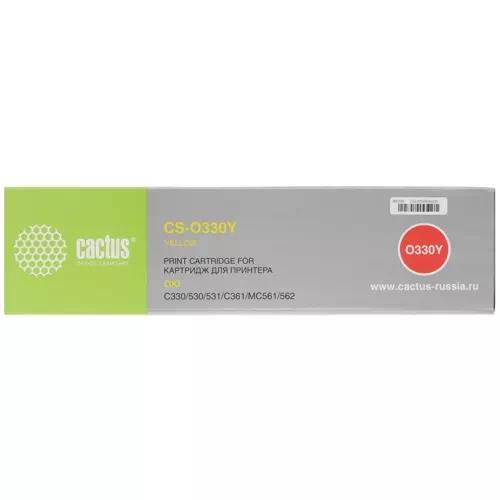 cactus
CS-O330Y
YELLOW
PRINT CARTRIDGE FOR
КАРТРИДЖ ДЛЯ ПРИНТЕРА
OKI
C330/530/531/C361/MC561/562
O330Y
www.cactus-russia.ru